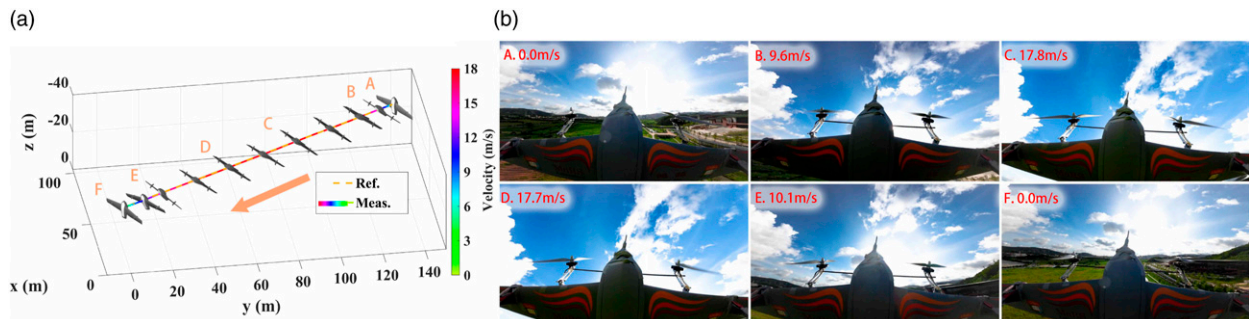 (a)
-40
-20
0
z (m)
100
50
0
x (m)
0 20 40 60 80 100 120 140
y (m)
A
B
C
D
E
F
Ref.
Meas.
18
15
12
9
6
3
0
Velocity (m/s)
(b)
A. 0.0m/s
B. 9.6m/s
C. 17.8m/s
D. 17.7m/s
E. 10.1m/s
F. 0.0m/s